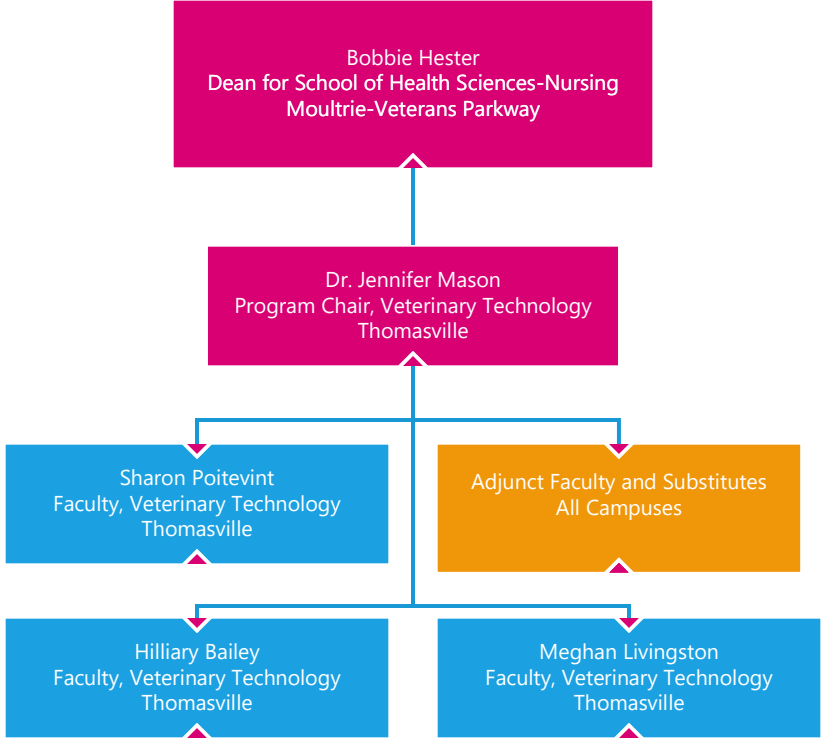 Bobbie Hester
Dean for School of Health Sciences-Nursing
Moultrie-Veterans Parkway
Dr. Jennifer Mason
Program Chair, Veterinary Technology
Thomasville
Sharon Poitevint
Faculty, Veterinary Technology
Thomasville
Adjunct Faculty and Substitutes
All Campuses
Hilliary Bailey
Faculty, Veterinary Technology
Thomasville
Meghan Livingston
Faculty, Veterinary Technology
Thomasville